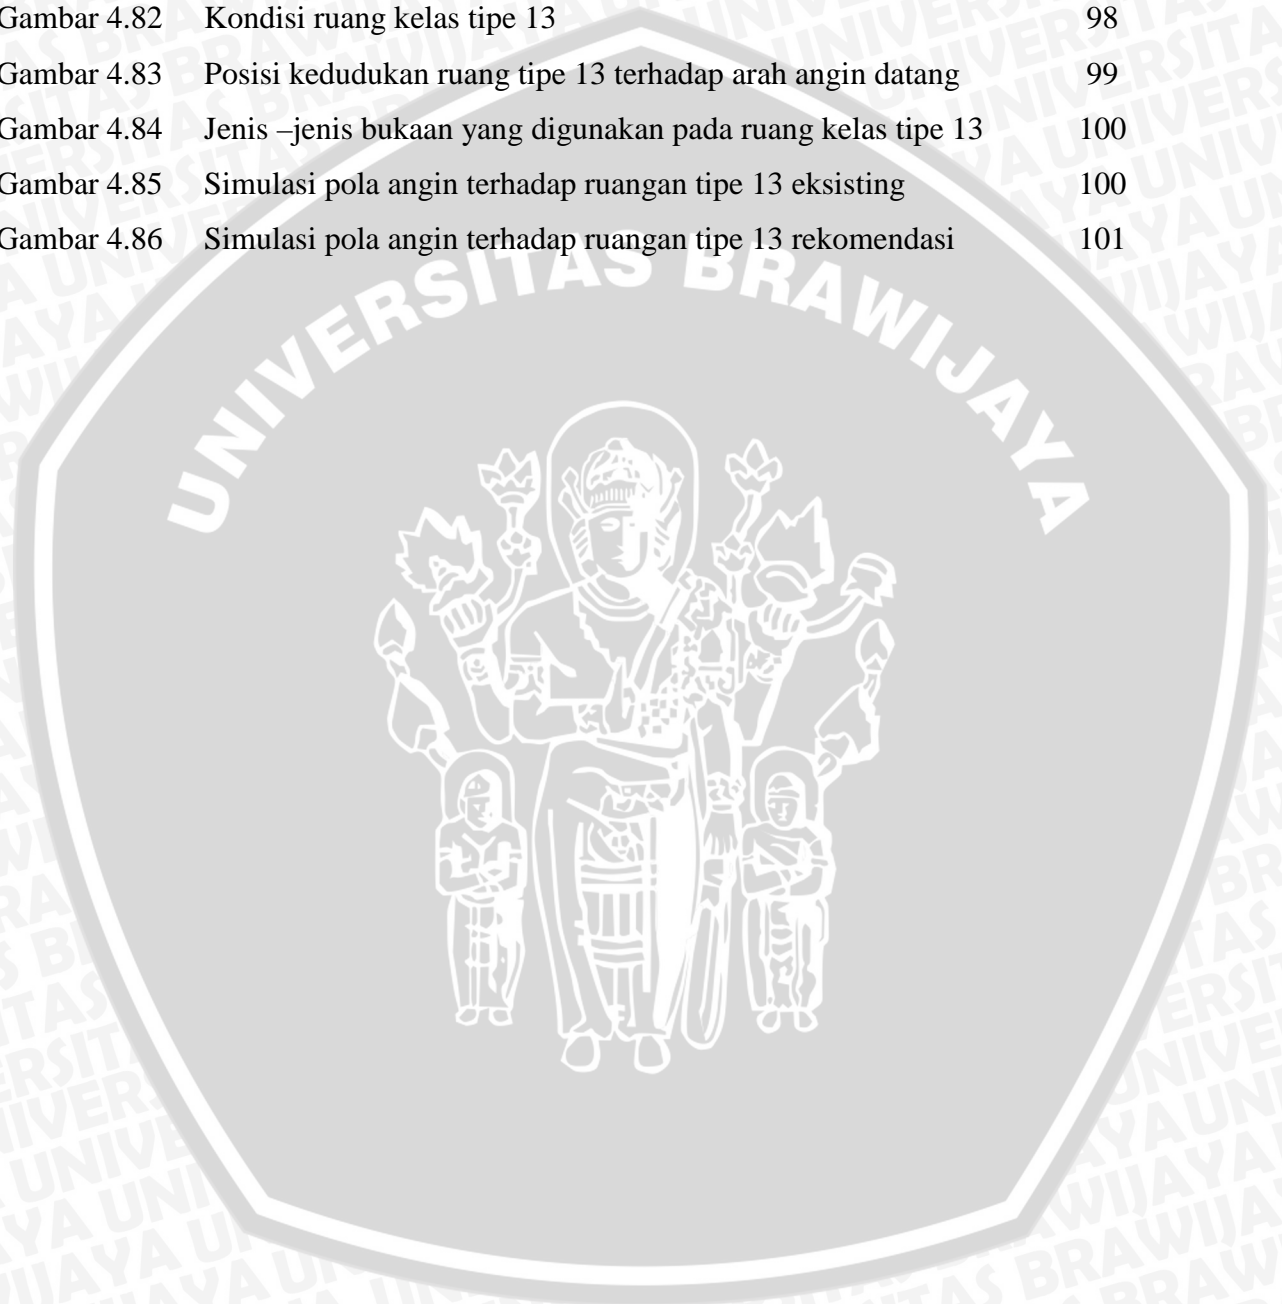 Gambar 4.82 Kondisi ruang kelas tipe 13 98
Gambar 4.83 Posisi kedudukan ruang tipe 13 terhadap arah angin datang 99
Gambar 4.84 Jenis –jenis bukaan yang digunakan pada ruang kelas tipe 13 100
Gambar 4.85 Simulasi pola angin terhadap ruangan tipe 13 eksisting 100
Gambar 4.86 Simulasi pola angin terhadap ruangan tipe 13 rekomendasi 101
UNIVERSITAS BRAWIJAYA